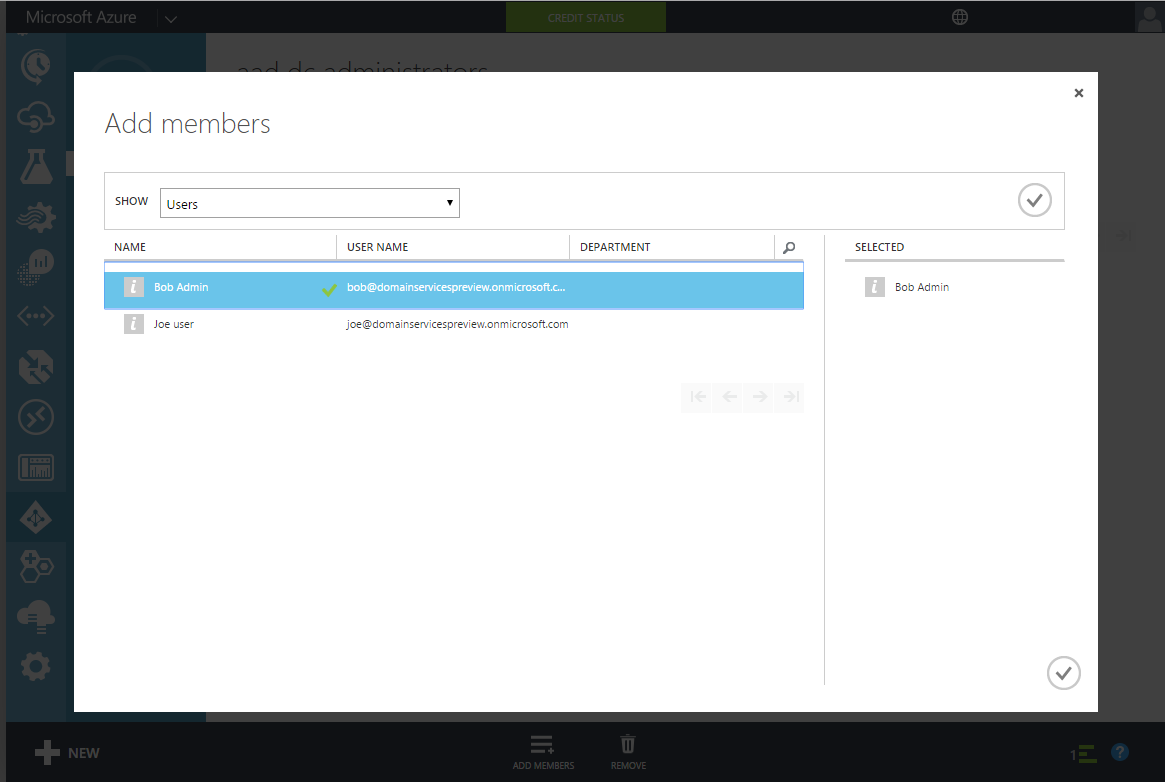 Microsoft Azure
CREDIT STATUS
aad dc administrators
Add members
SHOW
Users
NAME
USER NAME
DEPARTMENT
SELECTED
Bob Admin
bob@domainservicespreview.onmicrosoft.c...
Bob Admin
Joe user
joe@domainservicespreview.onmicrosoft.com
NEW
ADD MEMBERS
REMOVE
1